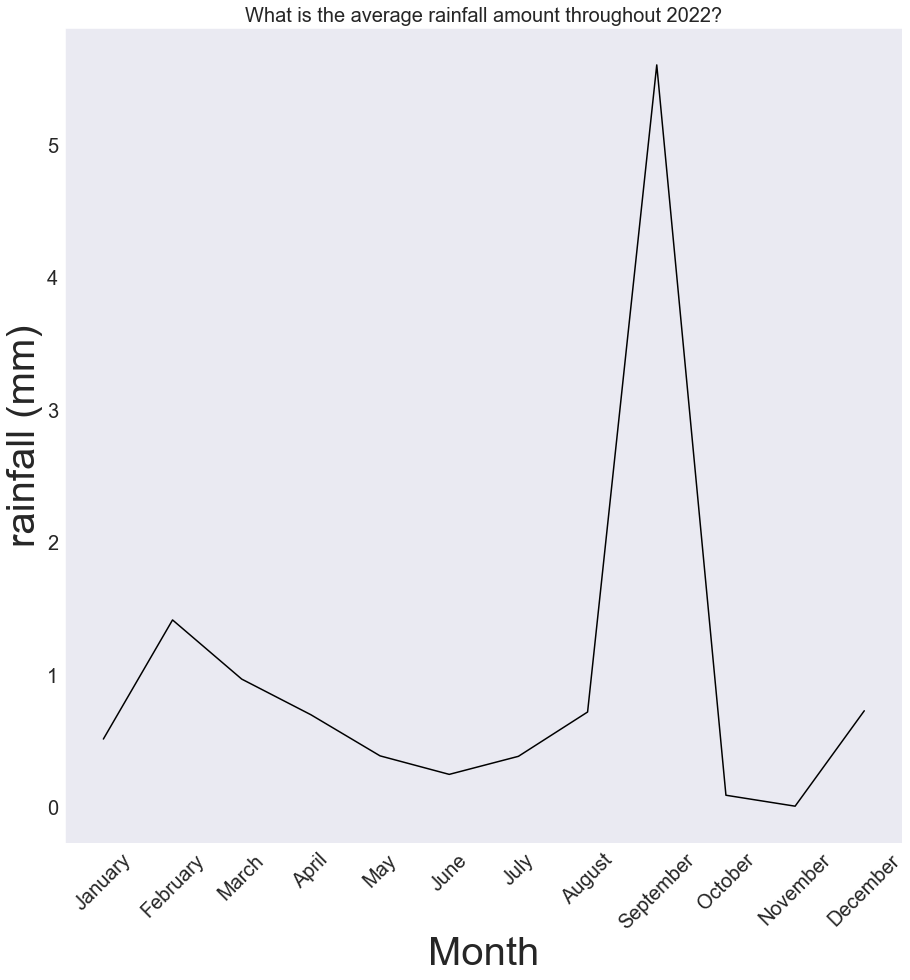 What is the average rainfall amount throughout 2022?
rainfall (mm)
5
4
3
2
1
0
January
February
March
April
May
June
July
August
September
October
November
December
Month